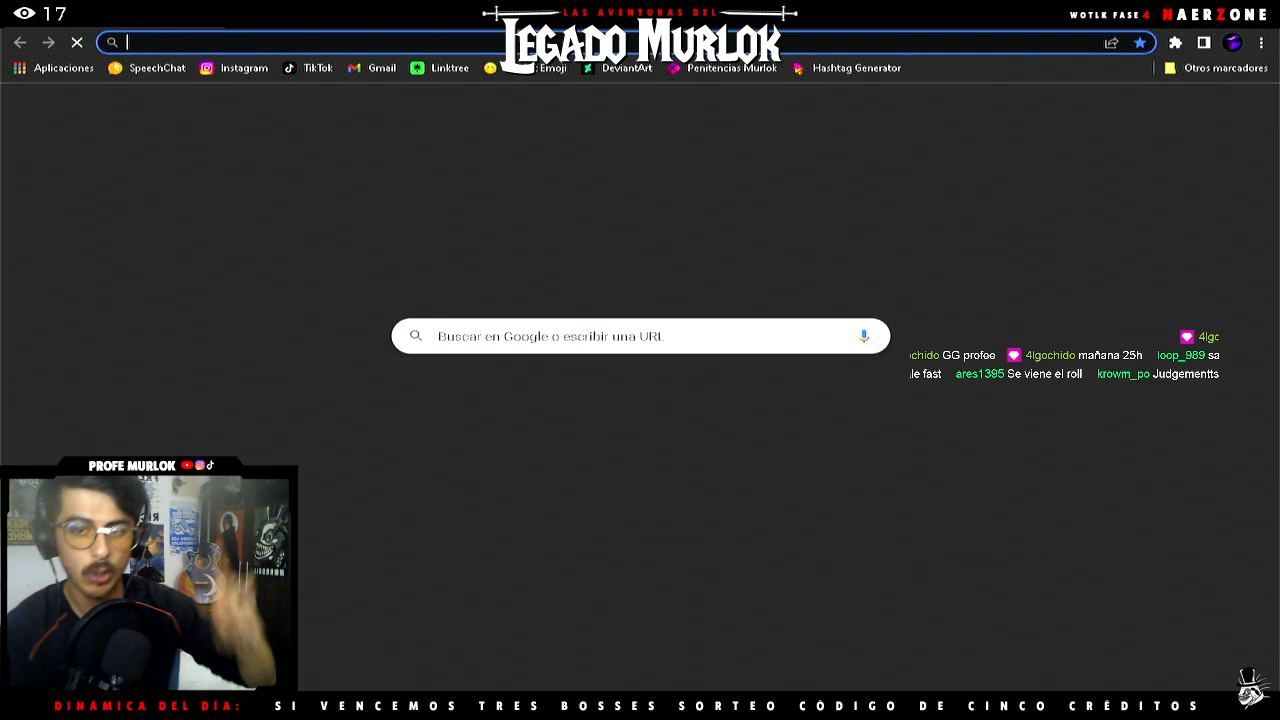 17
LAS AVENTURAS DEL
LEGADO MURLOK
WOTLK FASE 4 NAERZONE
Aplicaciones SpeechChat Instagram TikTok Gmail Linktree Emoji DeviantArt Penitencias Murlok Hashtag Generator Otros marcadores
Buscar en Google o escribir una URL
4lgc
chido GG profee 4lgochido mañana 25h loop_989 sa
le fast ares1395 Se viene el roll krowm_po Judgementts
PROFE MURLOK
DINÁMICA DEL DÍA: SI VENCEMOS TRES BOSSES SORTEO CÓDIGO DE CINCO CRÉDITOS